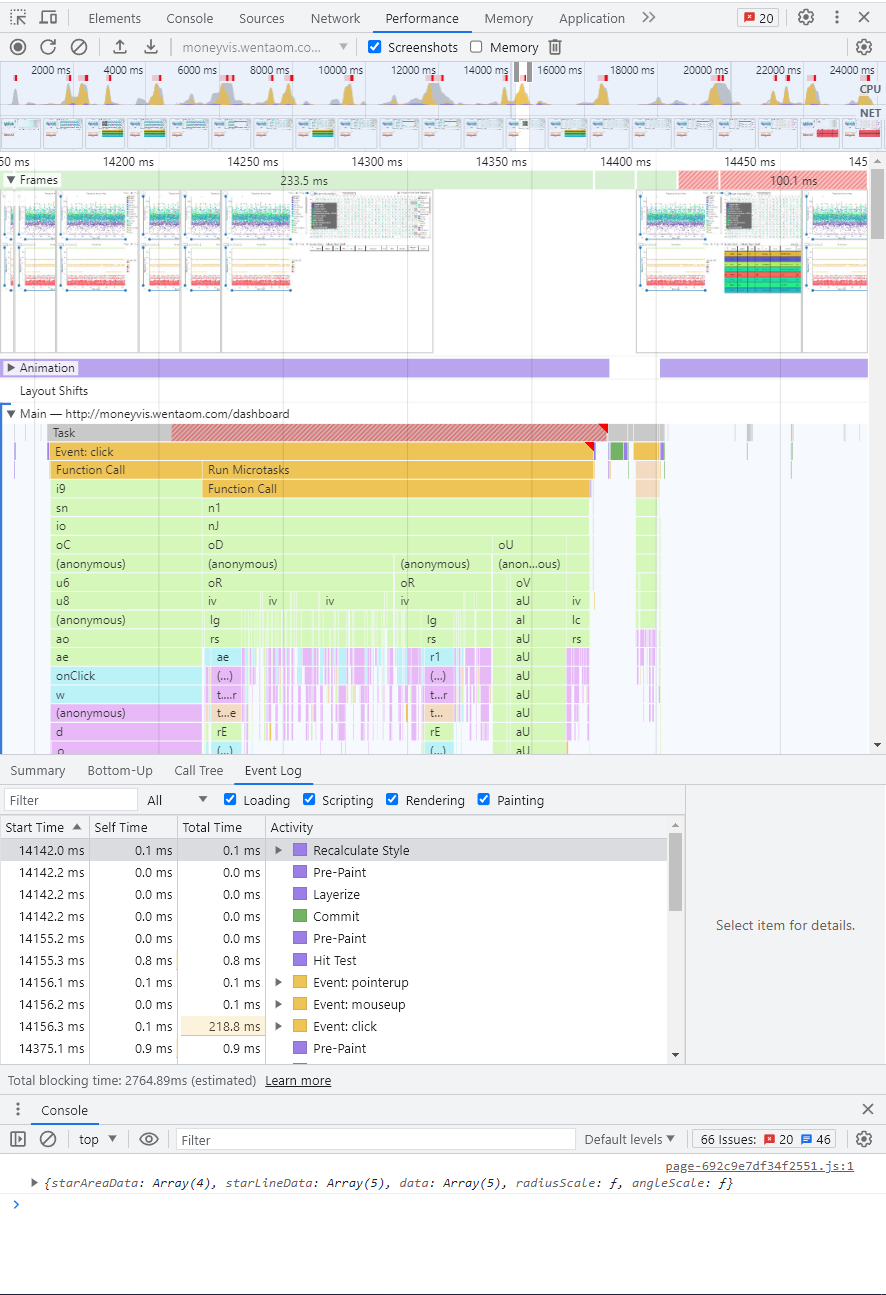 Elements Console Sources Network Performance Memory Application 20
moneyvis.wentaom.co... Screenshots Memory
2000 ms 4000 ms 6000 ms 8000 ms 10000 ms 12000 ms 14000 ms 16000 ms 18000 ms 20000 ms 22000 ms 24000 ms
CPU
NET
50 ms 14200 ms 14250 ms 14300 ms 14350 ms 14400 ms 14450 ms 145
Frames 233.5 ms 100.1 ms
Animation
Layout Shifts
Main — http://moneyvis.wentaom.com/dashboard
Task
Event: click
Function Call Run Microtasks
i9 Function Call
sn n1
io nJ
oC oD oU
(anonymous) (anonymous) (anonymous) (anon...ous)
u6 oR oR oV
u8 iv iv iv iv aU iv
(anonymous) lg lg al lc
ao rs rs aU rs
ae ae r1 aU
onClick (...) (...) aU
w t...r t...r aU
(anonymous) t...e t... aU
d rE rE aU
o (...) (...) aU
Summary Bottom-Up Call Tree Event Log
Filter All Loading Scripting Rendering Painting
Start Time Self Time Total Time Activity
14142.0 ms 0.1 ms 0.1 ms Recalculate Style
14142.2 ms 0.0 ms 0.0 ms Pre-Paint
14142.2 ms 0.0 ms 0.0 ms Layerize
14142.2 ms 0.0 ms 0.0 ms Commit
14155.2 ms 0.0 ms 0.0 ms Pre-Paint
14155.3 ms 0.8 ms 0.8 ms Hit Test
14156.1 ms 0.1 ms 0.1 ms Event: pointerup
14156.2 ms 0.0 ms 0.1 ms Event: mouseup
14156.3 ms 0.1 ms 218.8 ms Event: click
14375.1 ms 0.9 ms 0.9 ms Pre-Paint
Select item for details.
Total blocking time: 2764.89ms (estimated) Learn more
Console
top Filter Default levels 66 Issues: 20 46
page-692c9e7df34f2551.js:1
{starAreaData: Array(4), starLineData: Array(5), data: Array(5), radiusScale: ƒ, angleScale: ƒ}